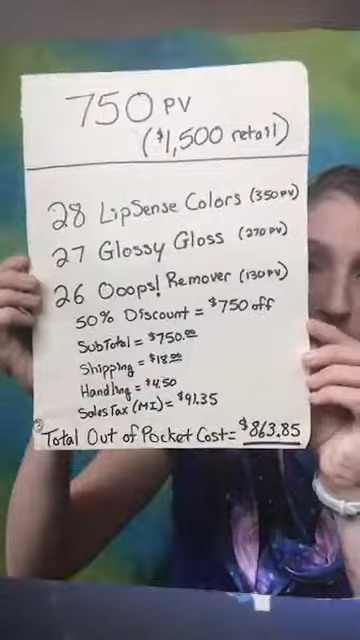 750 PV
($1,500 retail)
28 LipSense Colors (350 PV)
27 Glossy Gloss (270 PV)
26 Ooops! Remover (130 PV)
50% Discount = $750 off
SubTotal = $750.00
Shipping = $18.00
Handling = $4.50
Sales Tax (MI) = $91.35
Total Out of Pocket Cost = $863.85